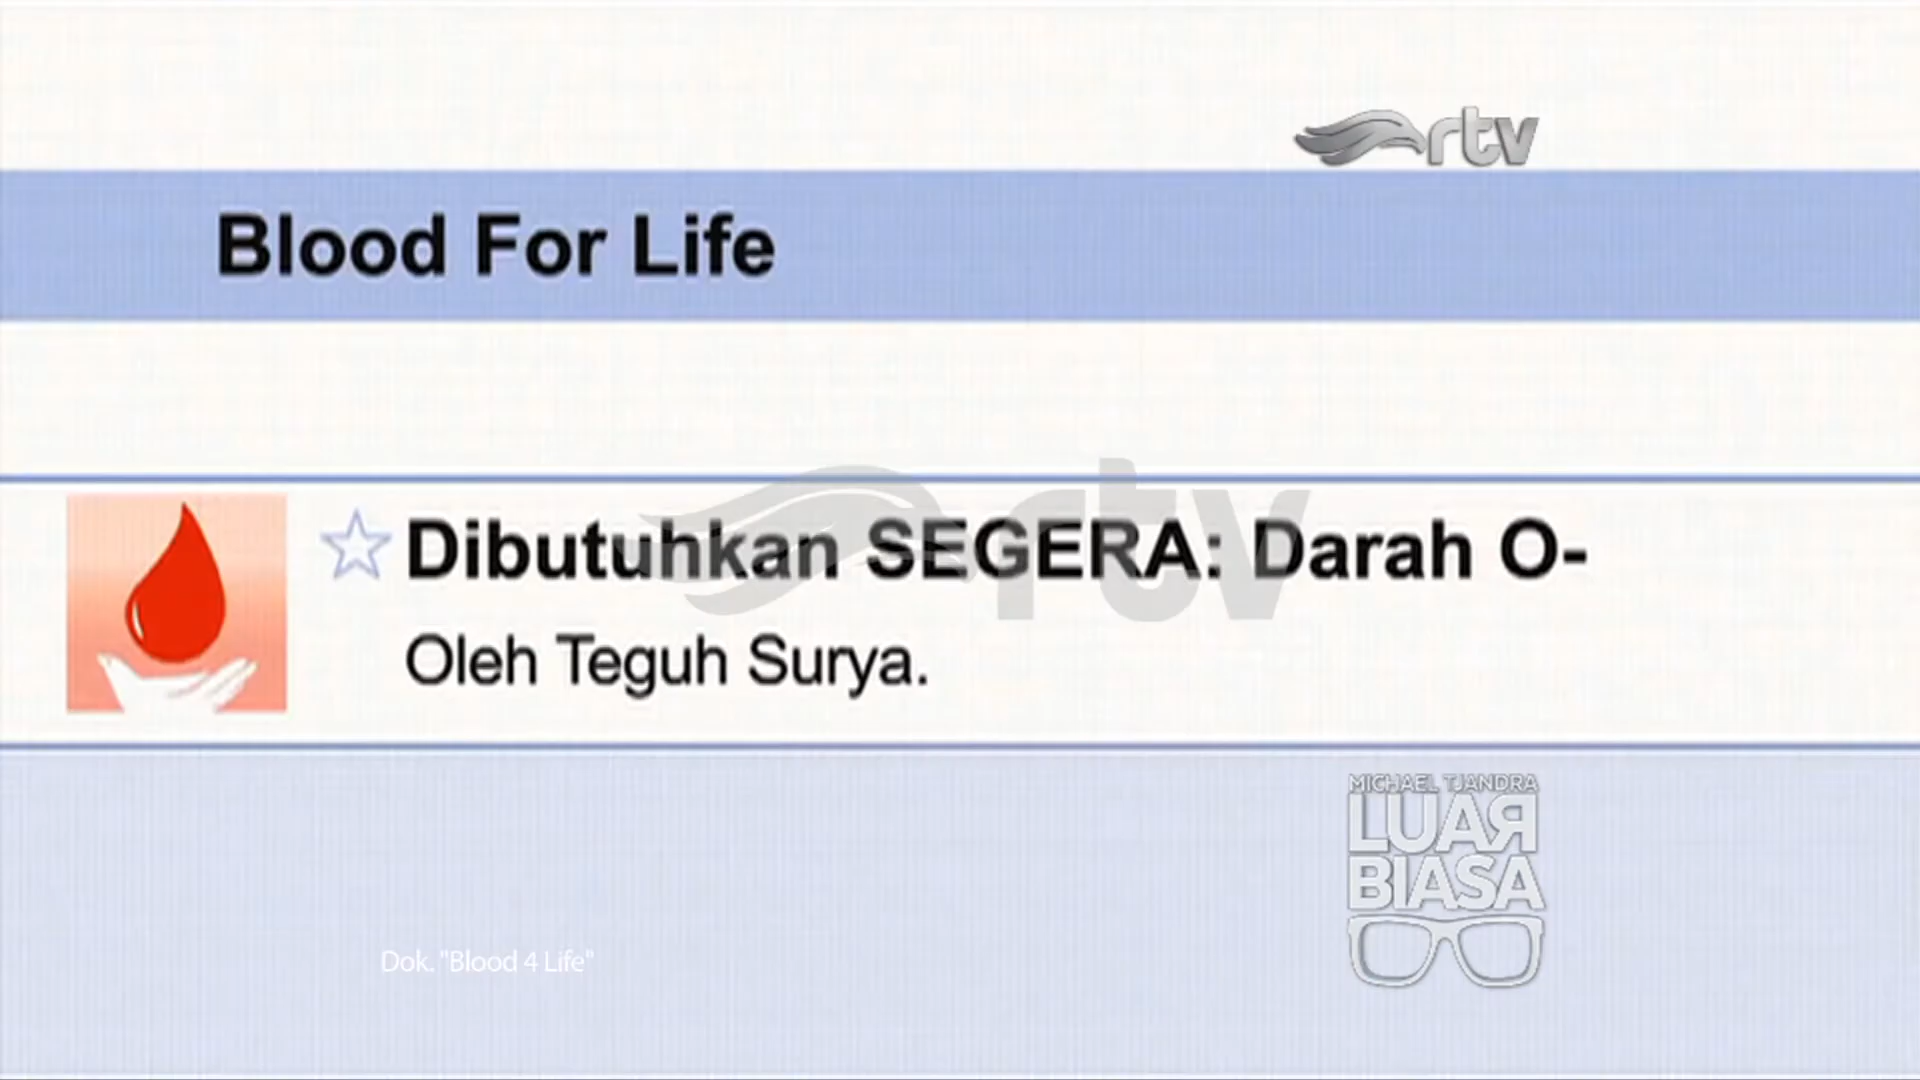 rtv
Blood For Life
rtv
Dibutuhkan SEGERA: Darah O-
Oleh Teguh Surya.
MICHAEL TJANDRA
LUAR
BIASA
Dok. "Blood 4 Life"